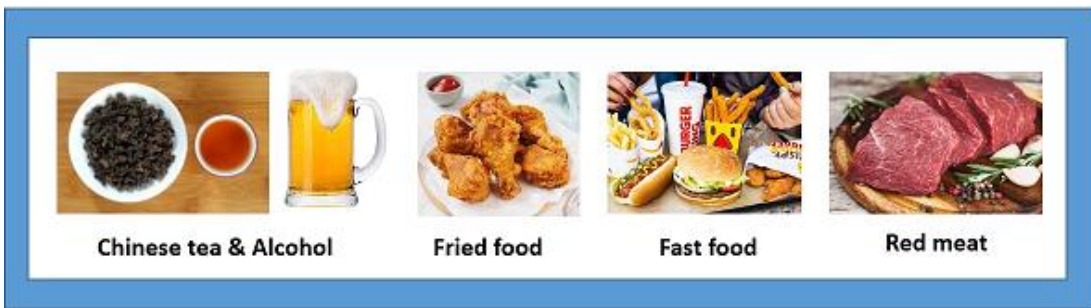 Chinese tea & Alcohol
Fried food
Fast food
Red meat
BURGER